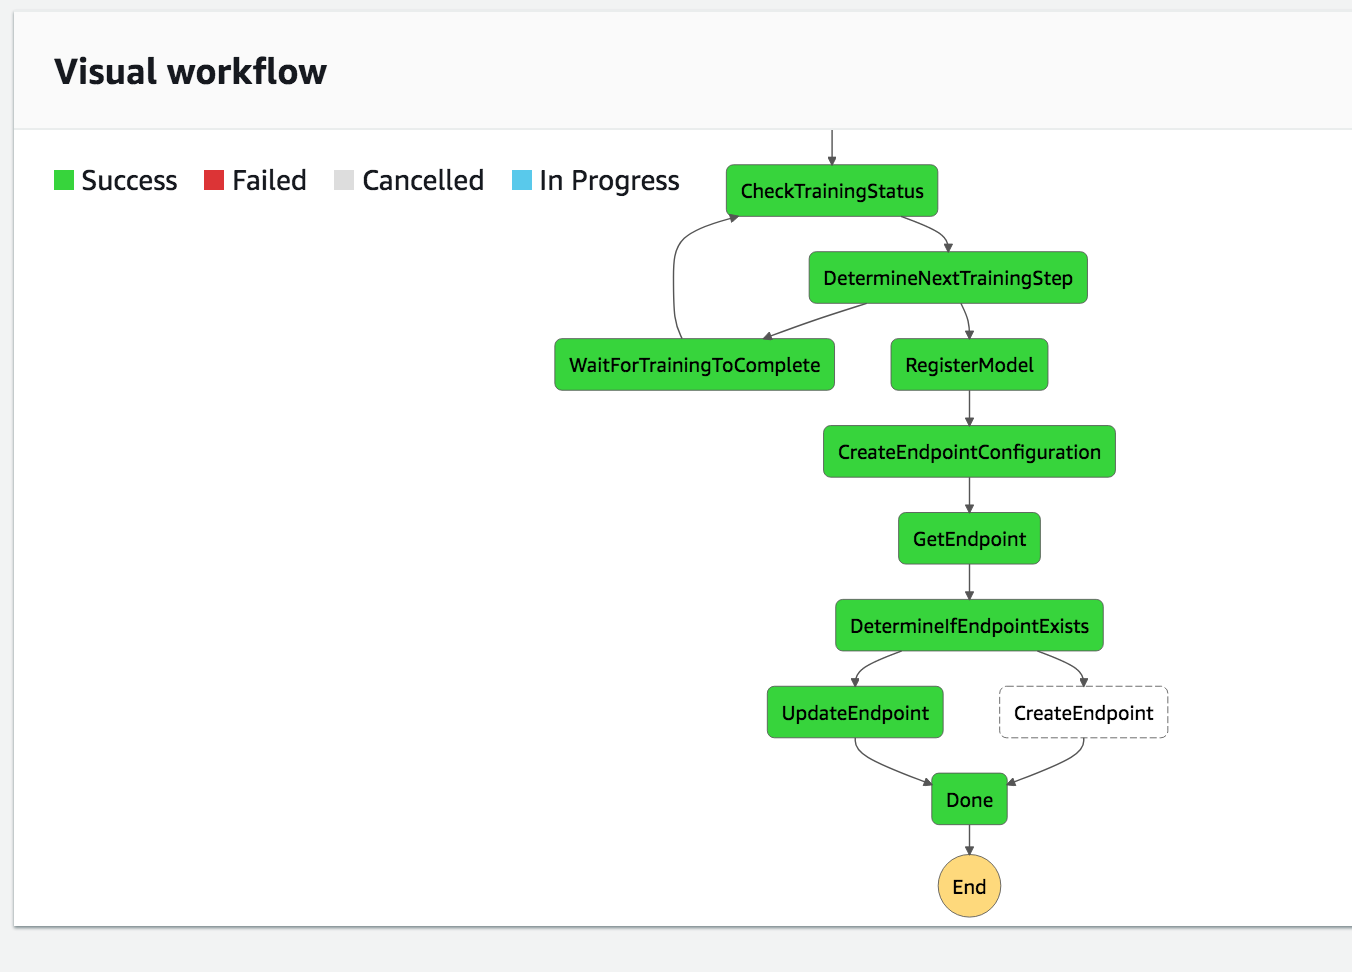 Visual workflow
Success Failed Cancelled In Progress
CheckTrainingStatus
DetermineNextTrainingStep
WaitForTrainingToComplete RegisterModel
CreateEndpointConfiguration
GetEndpoint
DetermineIfEndpointExists
UpdateEndpoint CreateEndpoint
Done
End